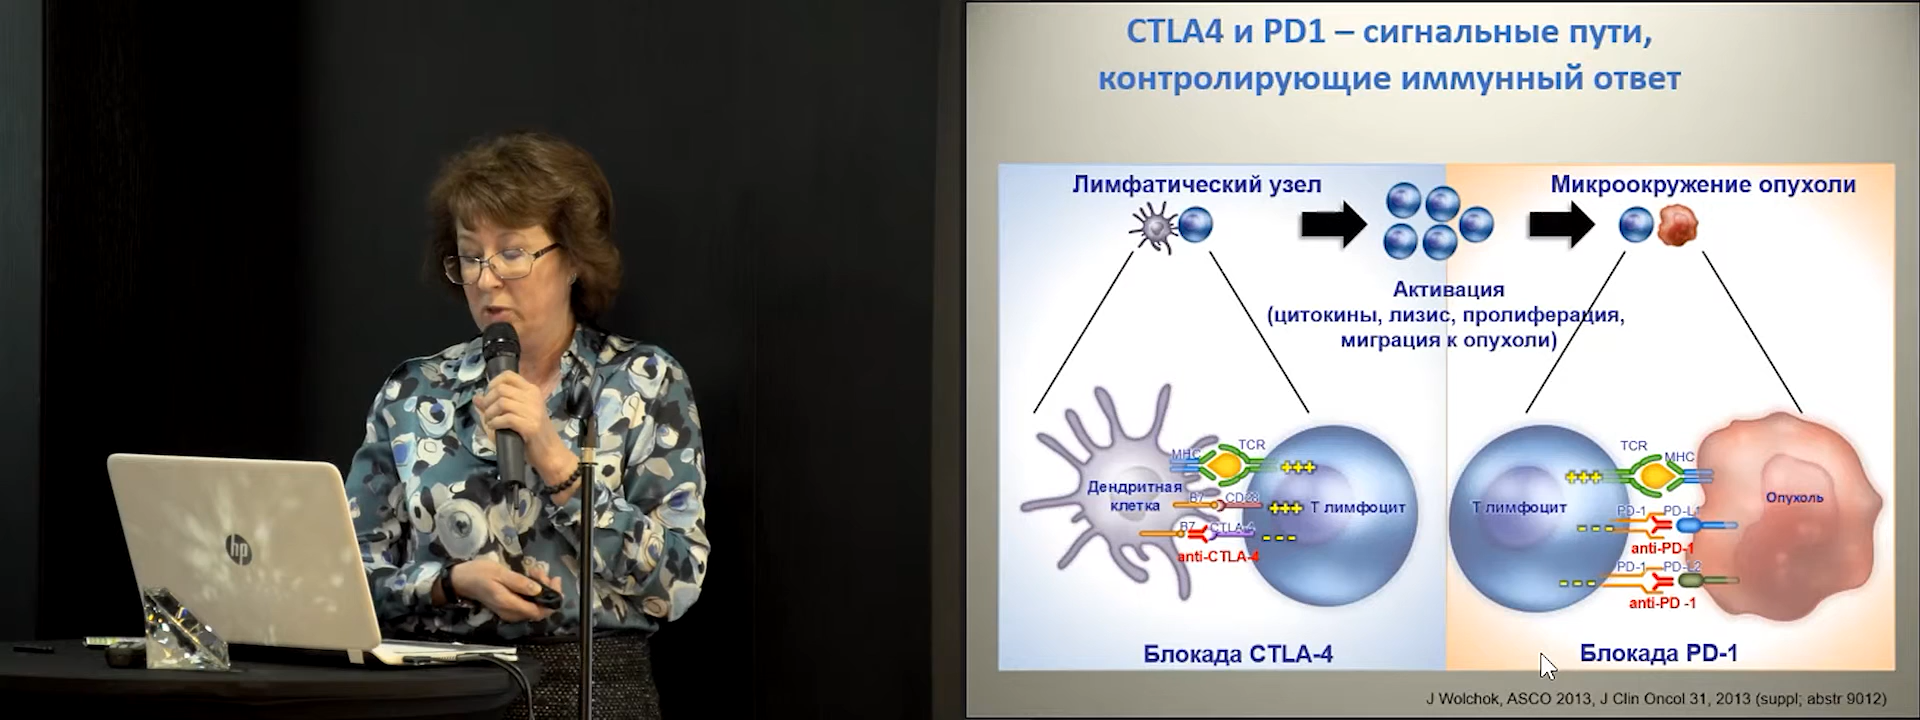 CTLA4 и PD1 – сигнальные пути,
контролирующие иммунный ответ
Лимфатический узел
Микроокружение опухоли
Активация
(цитокины, лизис, пролиферация,
миграция к опухоли)
MHC
TCR
+++
Дендритная
клетка
B7
CD28
+++
Т лимфоцит
B7
CTLA-4
---
anti-CTLA-4
Блокада CTLA-4
TCR
MHC
+++
Т лимфоцит
Опухоль
PD-1
PD-L1
---
anti-PD-1
PD-1
PD-L2
---
anti-PD -1
Блокада PD-1
J Wolchok, ASCO 2013, J Clin Oncol 31, 2013 (suppl; abstr 9012)
hp